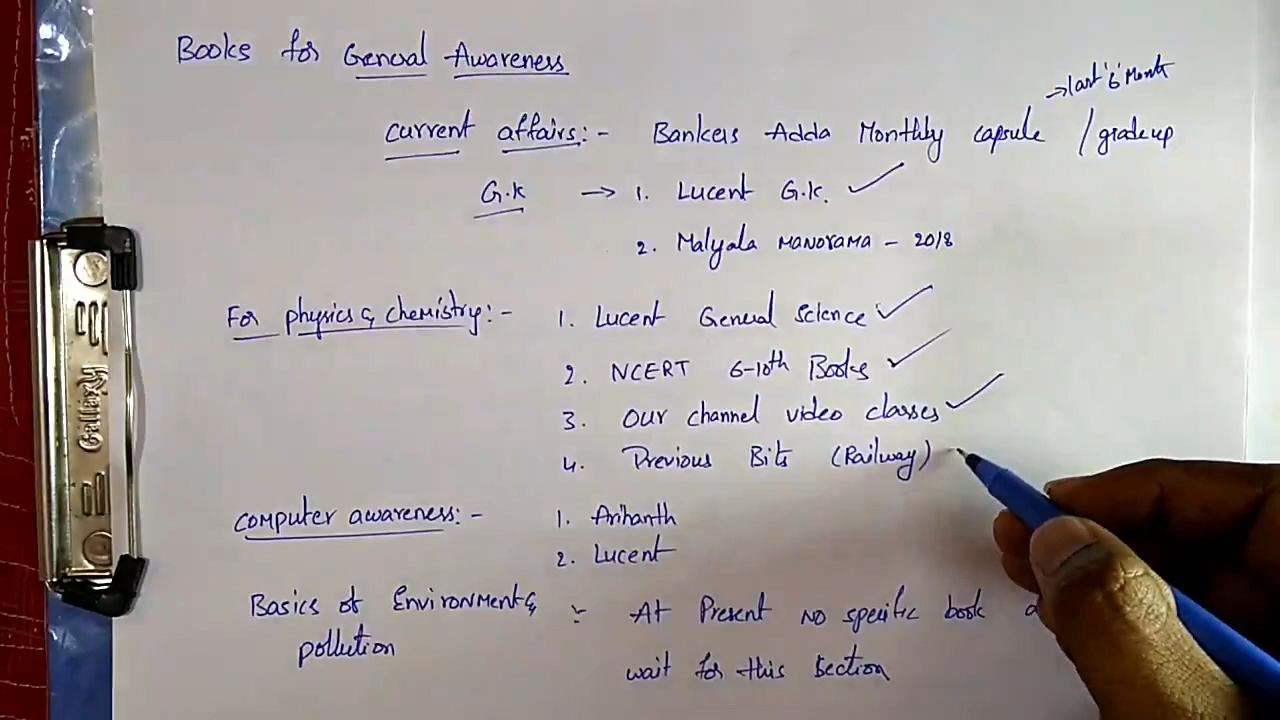 Books for General Awareness
→ last '6' Month
Current affairs:- Bankers Adda Monthly capsule / gradeup
G.k → 1. Lucent G.k. ✓
2. Malyala MANORAMA - 2018
For physics & chemistry:- 1. Lucent General Science ✓
2. NCERT 6-10th Books ✓
3. Our channel video classes ✓
4. Previous Bits (Railway)
Computer awareness:- 1. Arihanth
2. Lucent
Basics of Environment & :- At Present no specific book
pollution wait for this section
Galaxy